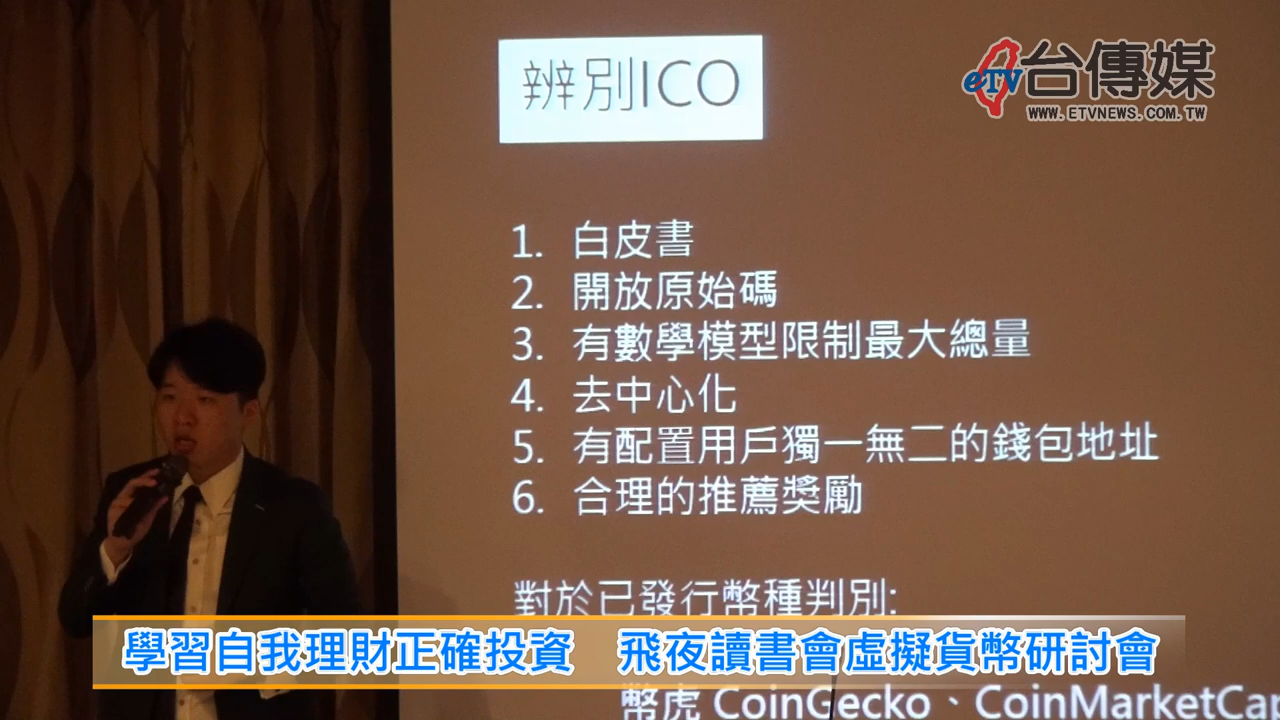 辨別ICO
eTV台傳媒
WWW.ETVNEWS.COM.TW
1. 白皮書
2. 開放原始碼
3. 有數學模型限制最大總量
4. 去中心化
5. 有配置用戶獨一無二的錢包地址
6. 合理的推薦獎勵
對於已發行幣種判別:
學習自我理財正確投資 飛夜讀書會虛擬貨幣研討會
幣虎 CoinGecko、CoinMarketCap